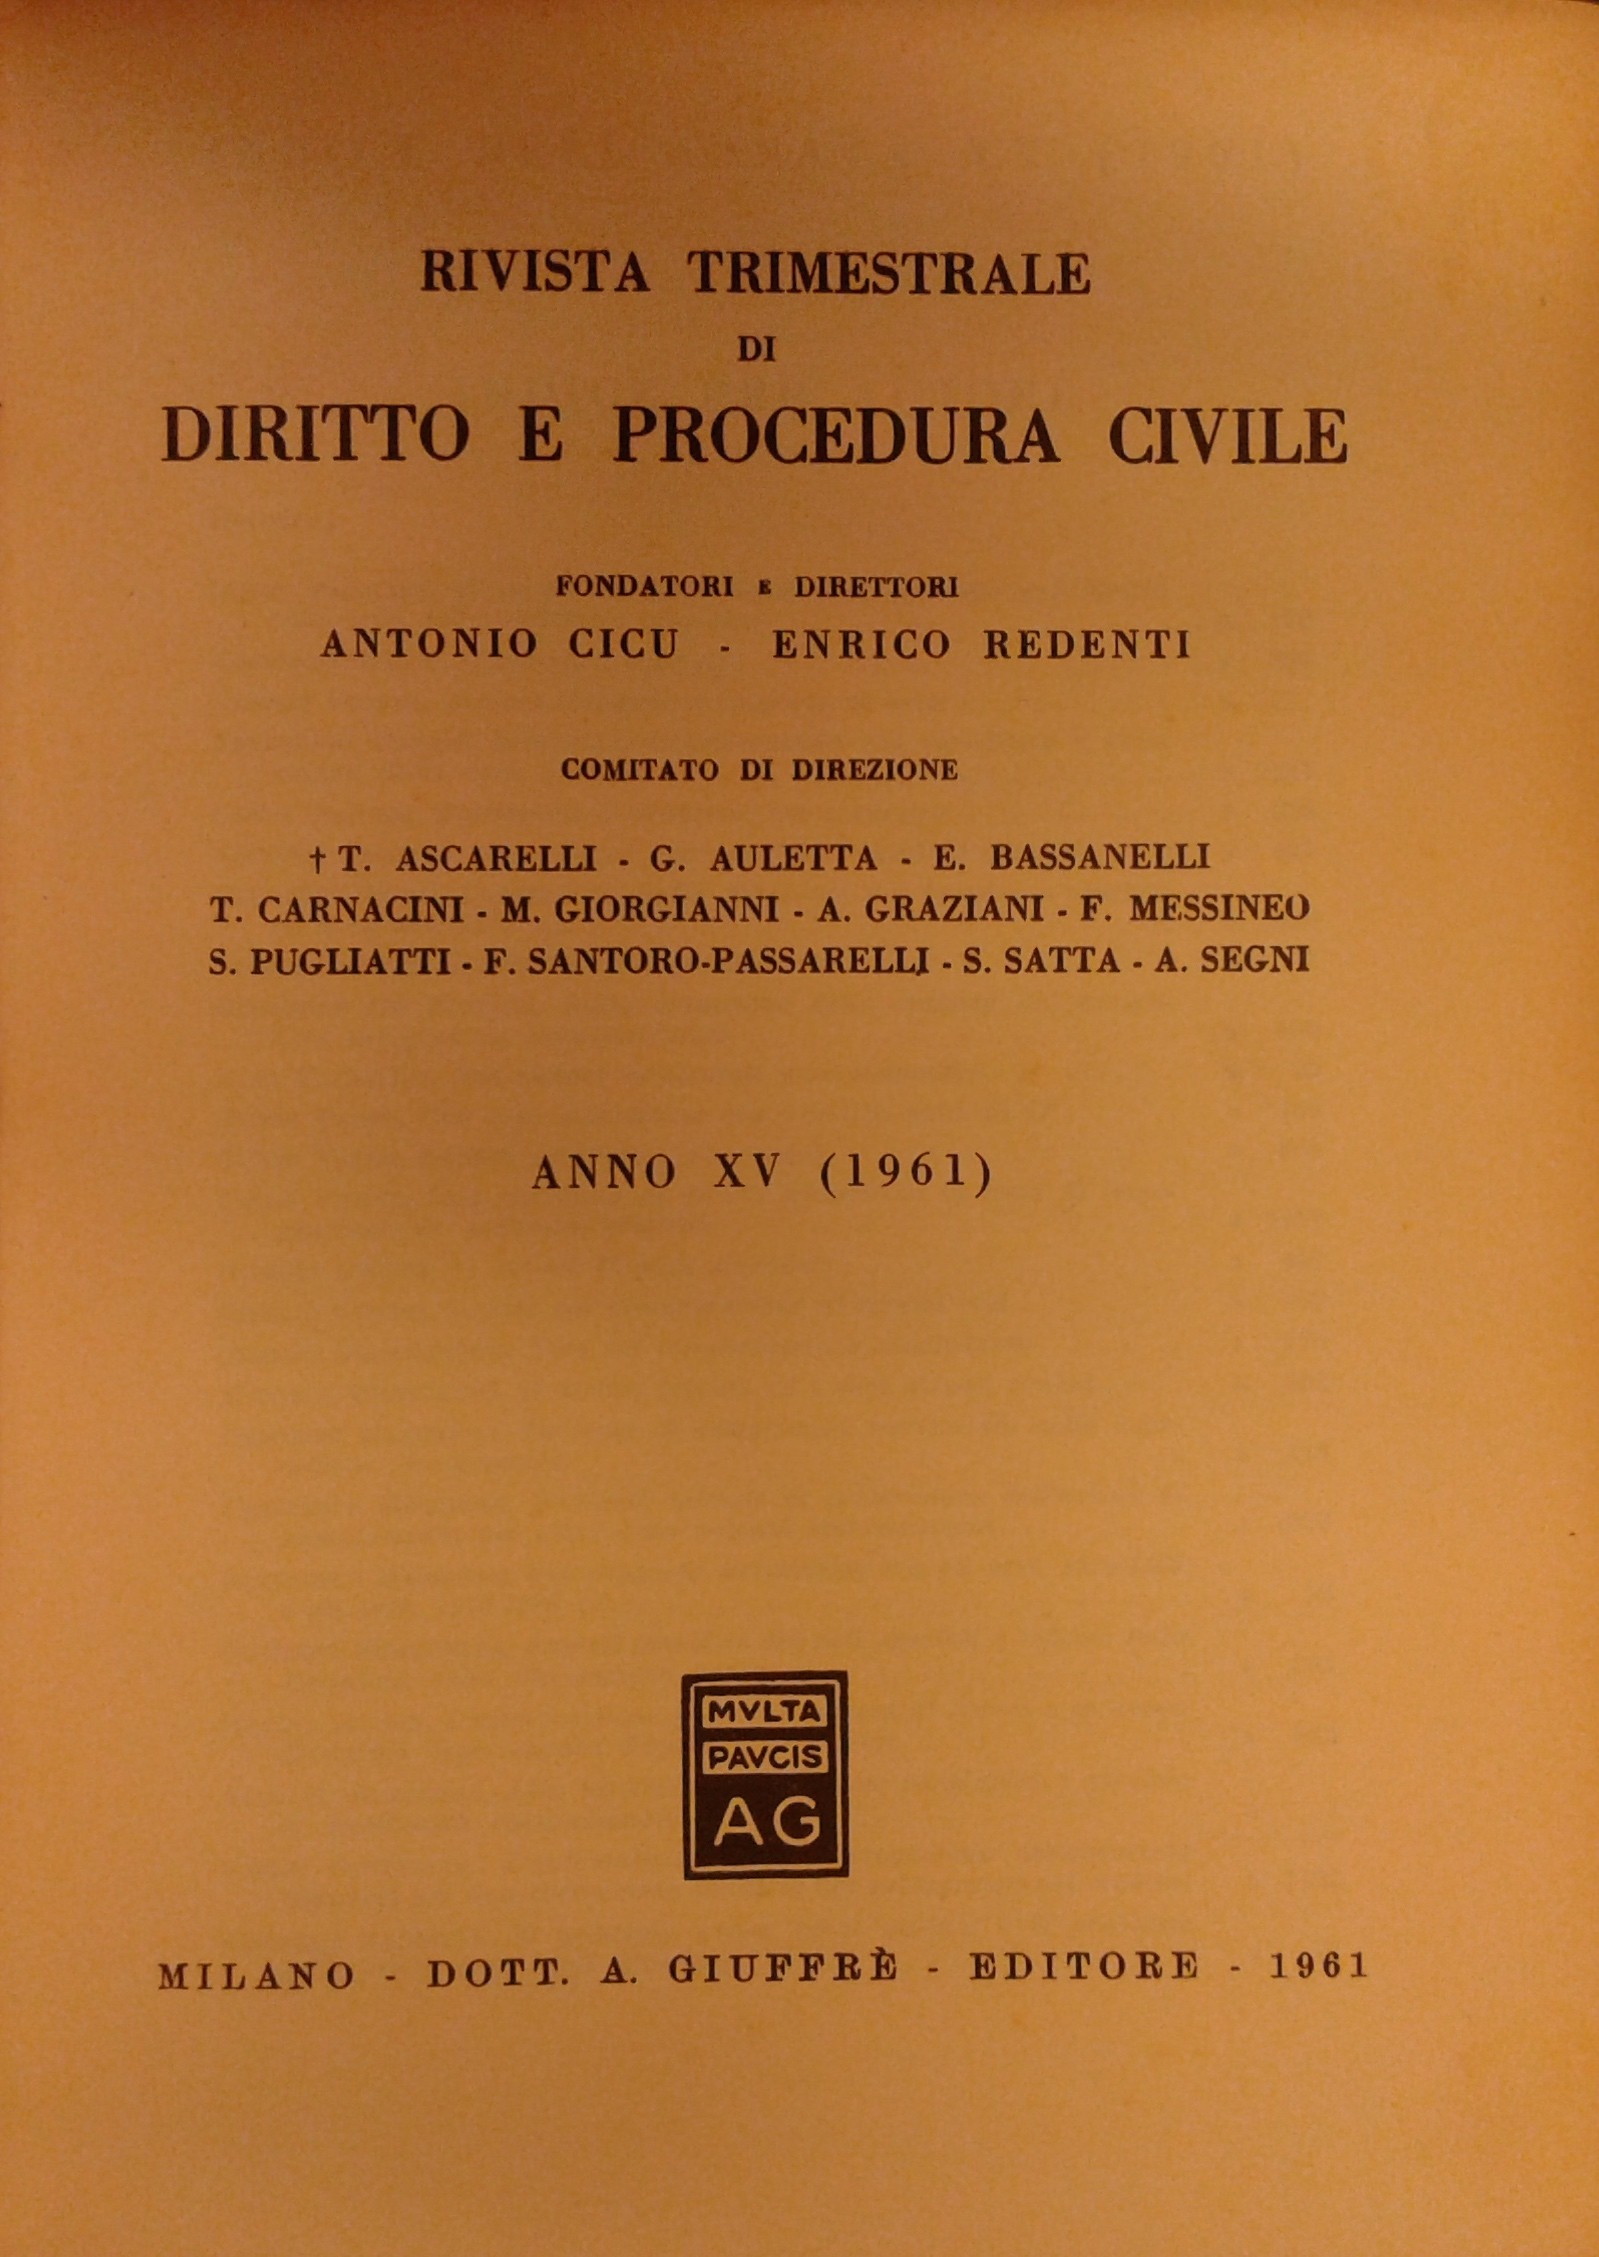 RIVISTA TRIMESTRALE
DI
DIRITTO E PROCEDURA CIVILE
FONDATORI E DIRETTORI
ANTONIO CICU - ENRICO REDENTI
COMITATO DI DIREZIONE
† T. ASCARELLI - G. AULETTA - E. BASSANELLI
T. CARNACINI - M. GIORGIANNI - A. GRAZIANI - F. MESSINEO
S. PUGLIATTI - F. SANTORO-PASSARELLI - S. SATTA - A. SEGNI
ANNO XV (1961)
MVLTA
PAVCIS
AG
MILANO - DOTT. A. GIUFFRÈ - EDITORE - 1961